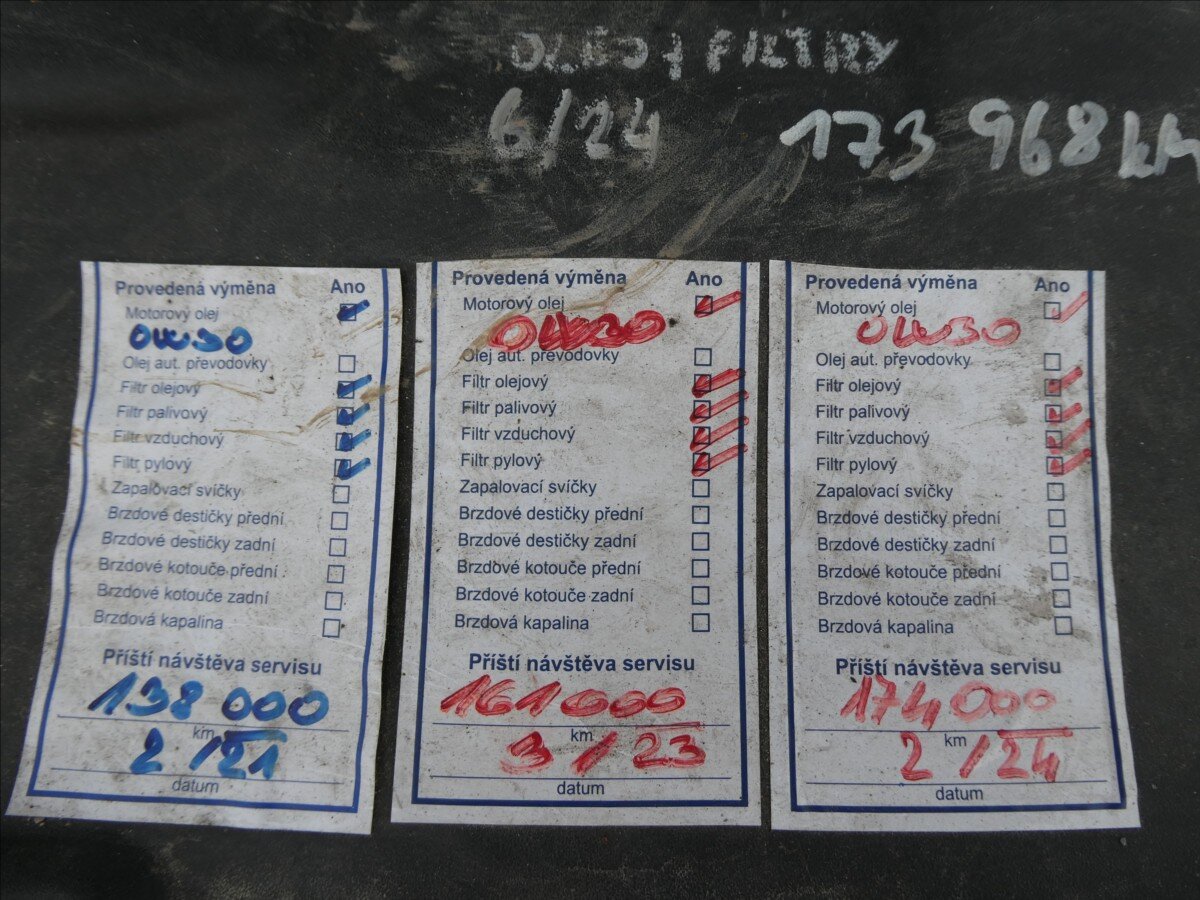 OLEJ + FILTRY
6/24 173 968 km
Provedená výměna Ano
Motorový olej
0W30
Olej aut. převodovky
Filtr olejový
Filtr palivový
Filtr vzduchový
Filtr pylový
Zapalovací svíčky
Brzdové destičky přední
Brzdové destičky zadní
Brzdové kotouče přední
Brzdové kotouče zadní
Brzdová kapalina
Příští návštěva servisu
138 000
km
2/21
datum
Provedená výměna Ano
Motorový olej
0W30
Olej aut. převodovky
Filtr olejový
Filtr palivový
Filtr vzduchový
Filtr pylový
Zapalovací svíčky
Brzdové destičky přední
Brzdové destičky zadní
Brzdové kotouče přední
Brzdové kotouče zadní
Brzdová kapalina
Příští návštěva servisu
161 000
km
3/23
datum
Provedená výměna Ano
Motorový olej
0W30
Olej aut. převodovky
Filtr olejový
Filtr palivový
Filtr vzduchový
Filtr pylový
Zapalovací svíčky
Brzdové destičky přední
Brzdové destičky zadní
Brzdové kotouče přední
Brzdové kotouče zadní
Brzdová kapalina
Příští návštěva servisu
174 000
km
2/24
datum